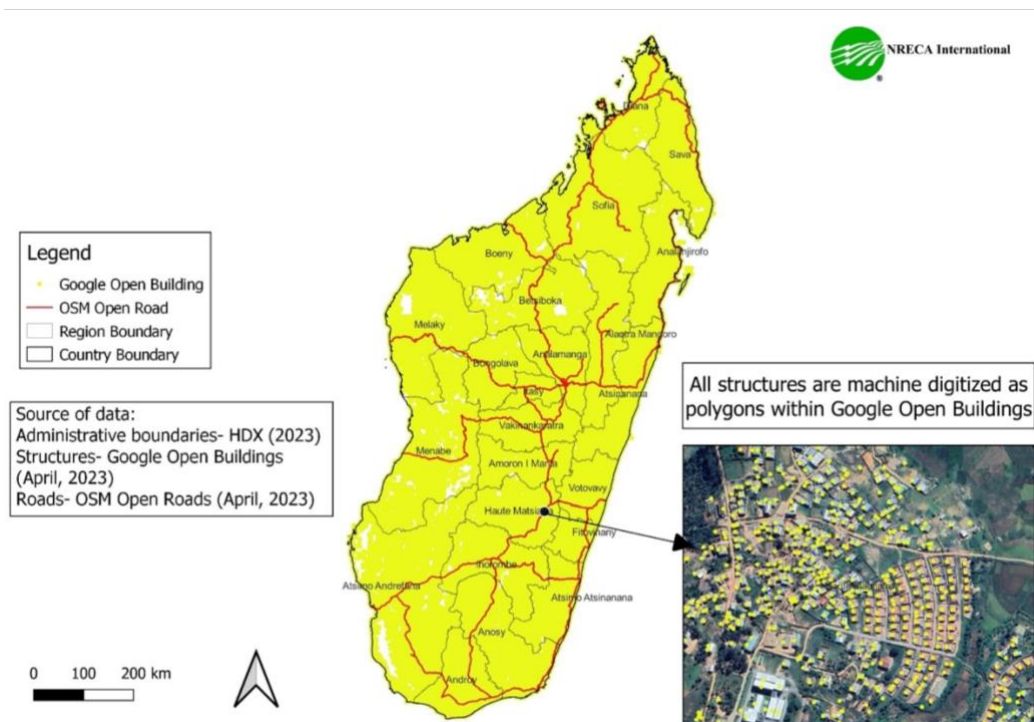 NRECA International
®
Diana
Sava
Sofia
Analanjirofo
Boeny
Betsiboka
Melaky
Alaotra Mangoro
Analamanga
Bongolava
Itasy
Atsinanana
Vakinankaratra
Menabe
Amoron I Mania
Votovavy
Haute Matsiatra
Fitovinany
Ihorombe
Atsimo Andrefana
Atsimo Atsinanana
Anosy
Androy
Legend
Google Open Building
OSM Open Road
Region Boundary
Country Boundary
Source of data:
Administrative boundaries- HDX (2023)
Structures- Google Open Buildings
(April, 2023)
Roads- OSM Open Roads (April, 2023)
All structures are machine digitized as
polygons within Google Open Buildings
0 100 200 km